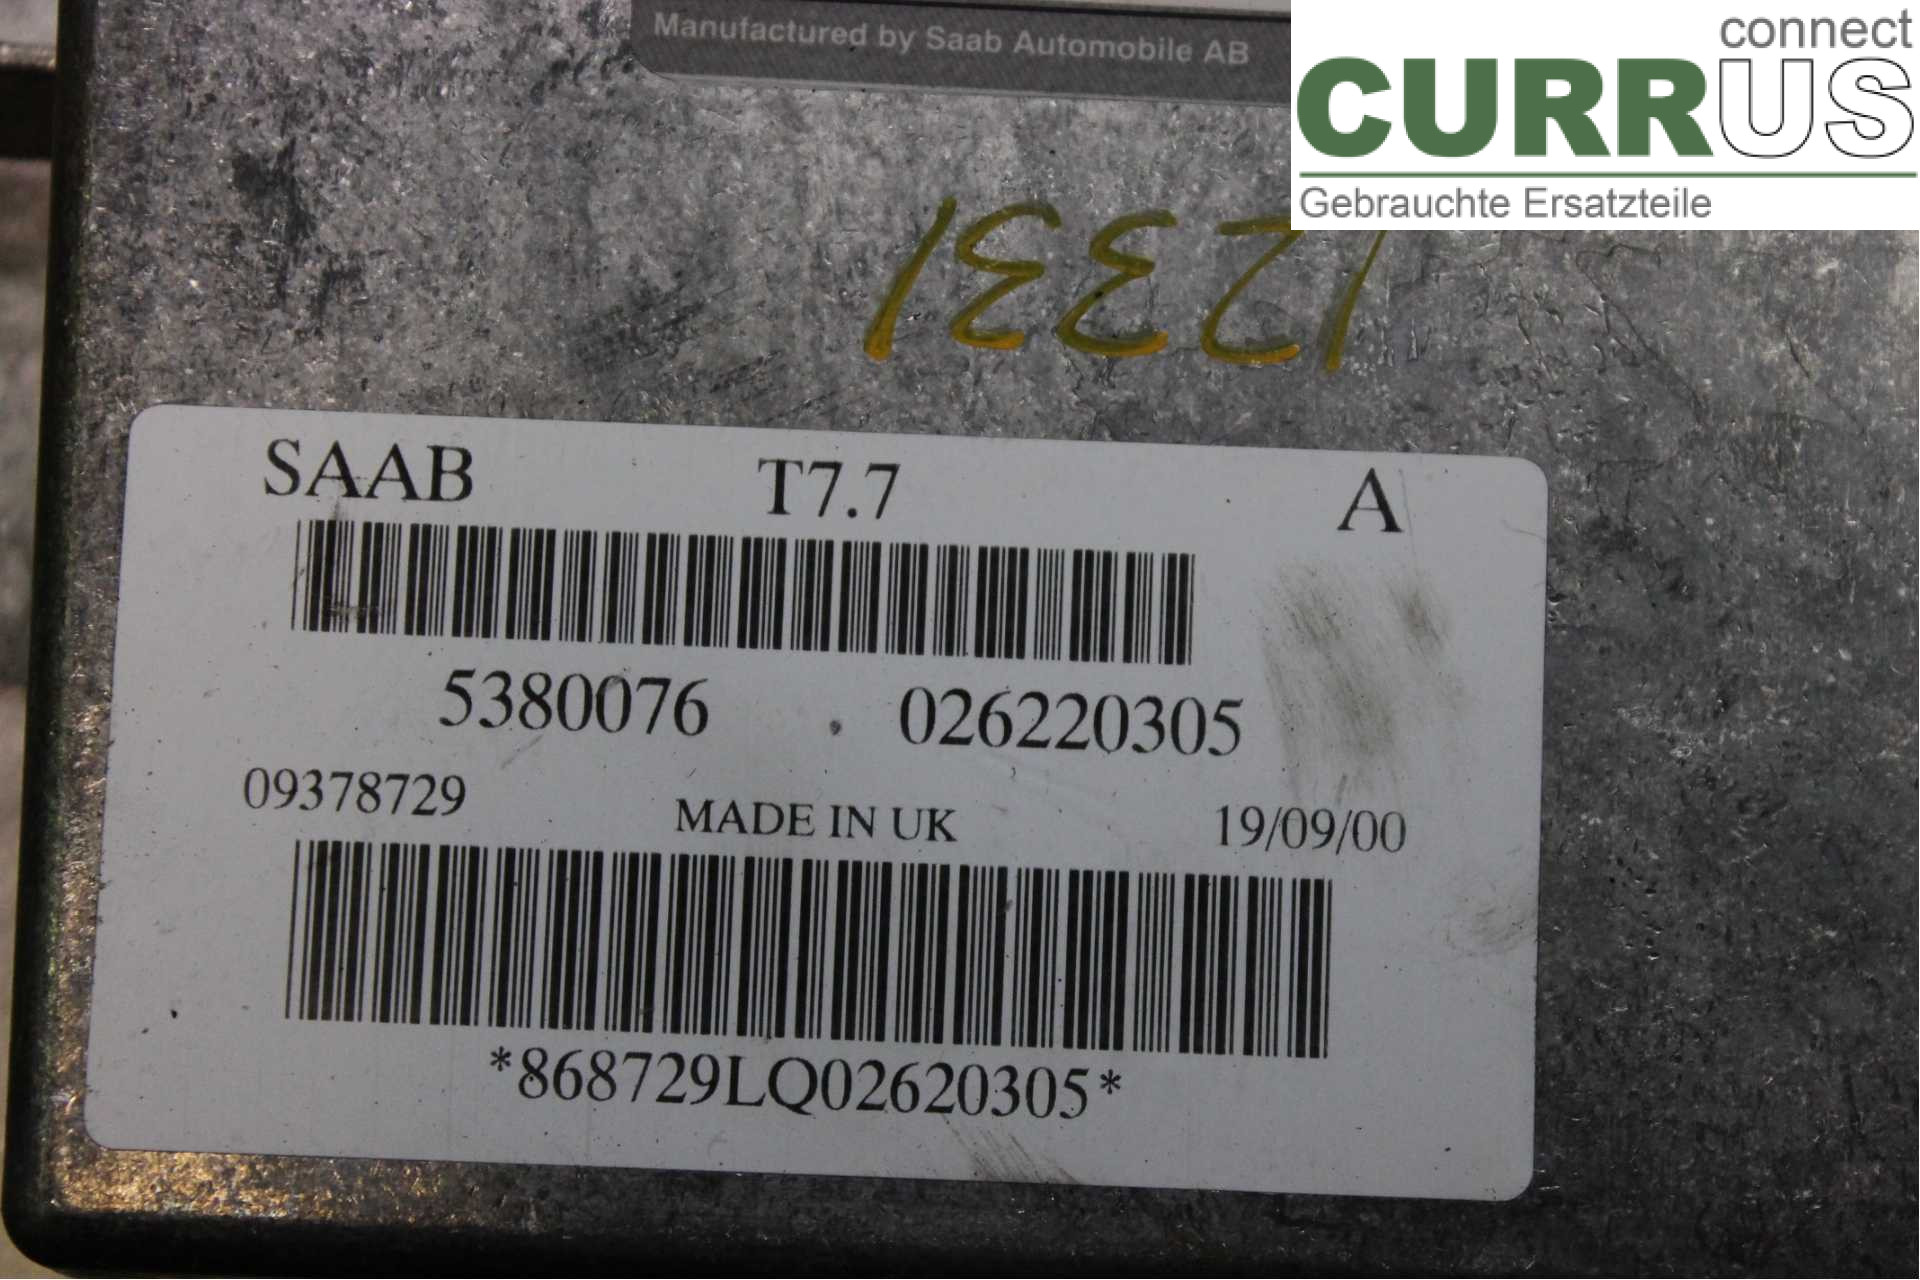 Manufactured by Saab Automobile AB
connect
CURRUS
Gebrauchte Ersatzteile
12331
SAAB T7.7 A
5380076 026220305
09378729 MADE IN UK 19/09/00
*868729LQ02620305*